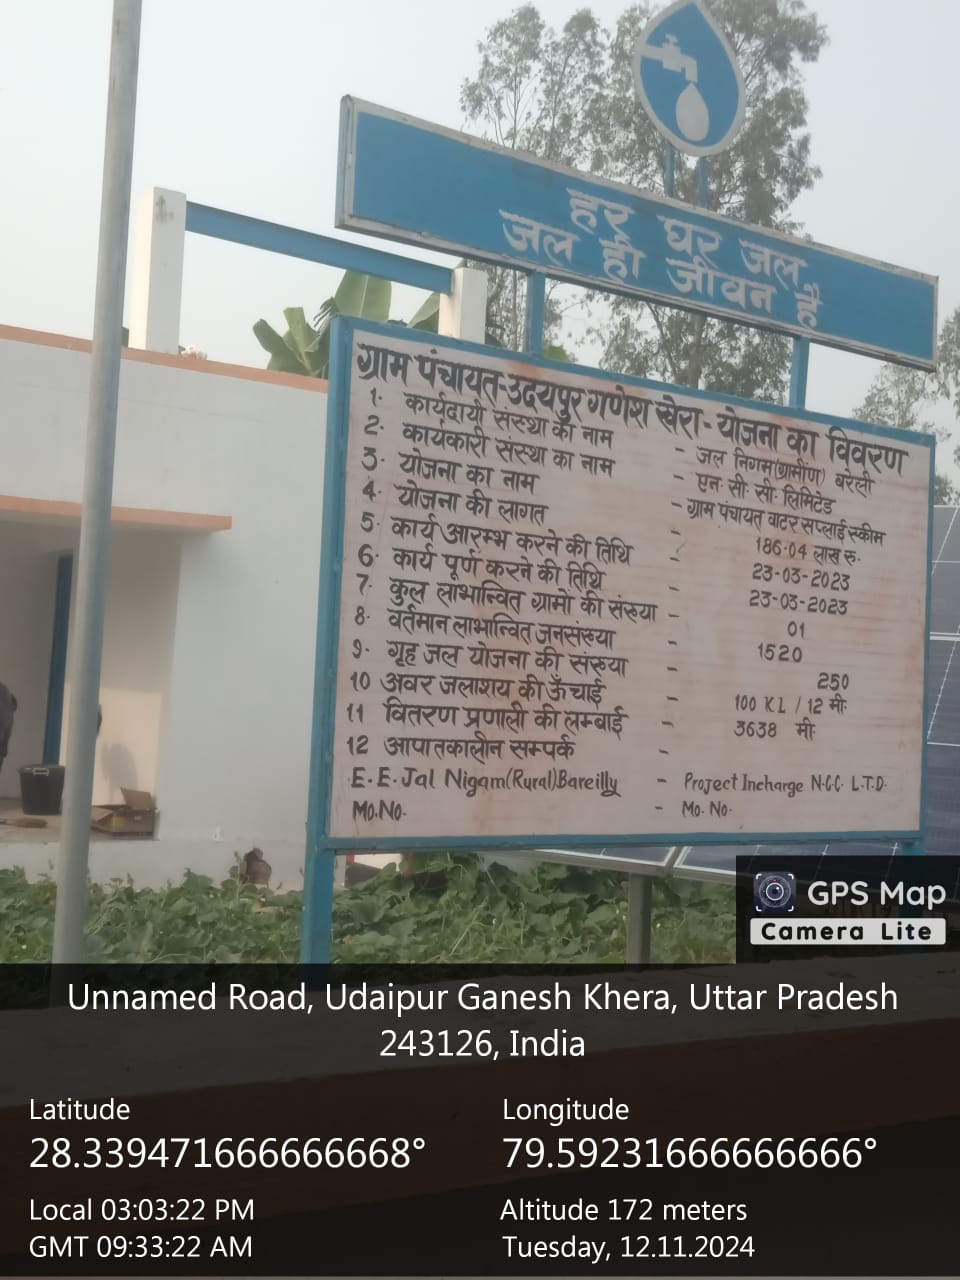 हर घर जल
जल ही जीवन है
ग्राम पंचायत-उदयपुर गणेश खेरा- योजना का विवरण
1. कार्यदायी संस्था का नाम - जल निगम(ग्रामीण) बरेली
2. कार्यकारी संस्था का नाम - एन. सी. सी. लिमिटेड
3. योजना का नाम - ग्राम पंचायत वाटर सप्लाई स्कीम
4. योजना की लागत - 186.04 लाख रु.
5. कार्य आरम्भ करने की तिथि - 23-03-2023
6. कार्य पूर्ण करने की तिथि - 23-03-2023
7. कुल लाभान्वित ग्रामों की संख्या - 01
8. वर्तमान लाभान्वित जनसंख्या - 1520
9. गृह जल योजना की संख्या - 250
10 अवर जलाशय की ऊँचाई - 100 KL / 12 मी.
11 वितरण प्रणाली की लम्बाई - 3638 मी.
12 आपातकालीन सम्पर्क -
E.E. Jal Nigam(Rural)Bareilly - Project Incharge N.C.C. L.T.D.
Mo.No. - Mo. No.
GPS Map
Camera Lite
Unnamed Road, Udaipur Ganesh Khera, Uttar Pradesh
243126, India
Latitude Longitude
28.339471666666668° 79.59231666666666°
Local 03:03:22 PM Altitude 172 meters
GMT 09:33:22 AM Tuesday, 12.11.2024